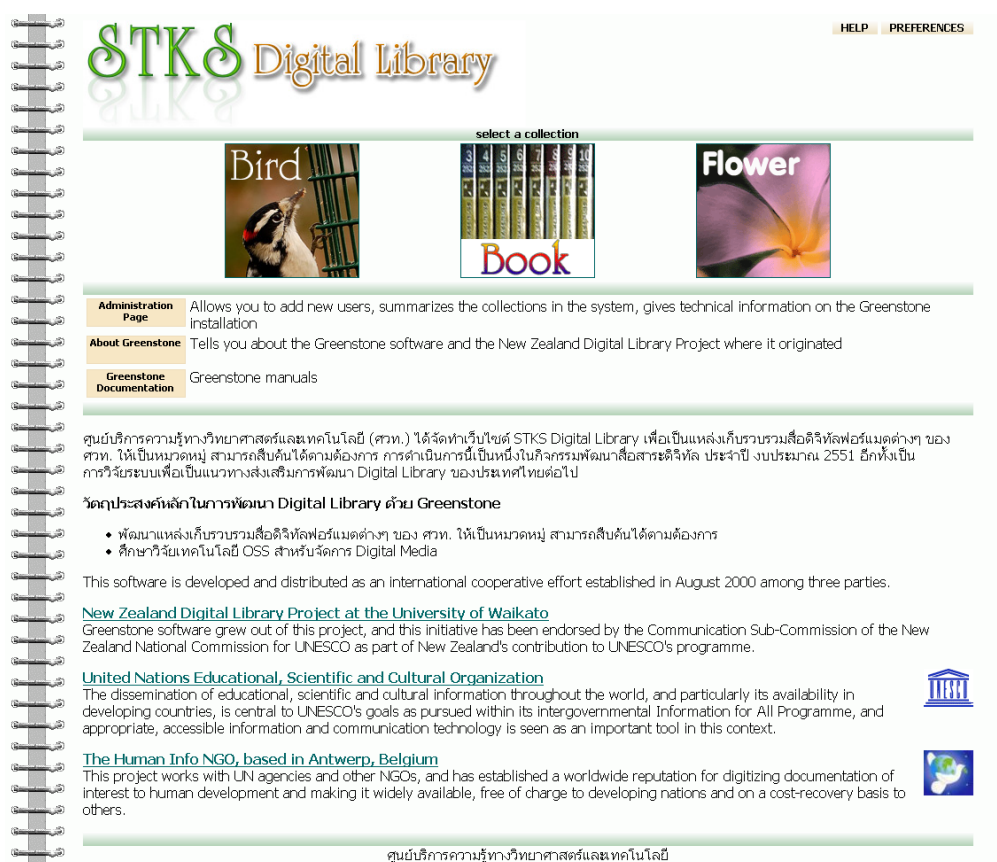 STKS Digital Library
HELP PREFERENCES
select a collection
Bird
3 4 5 6 7 8 9 10
Book
Flower
Administration Page
Allows you to add new users, summarizes the collections in the system, gives technical information on the Greenstone
installation
About Greenstone
Tells you about the Greenstone software and the New Zealand Digital Library Project where it originated
Greenstone Documentation
Greenstone manuals
ศูนย์บริการความรู้ทางวิทยาศาสตร์และเทคโนโลยี (ศวท.) ได้จัดทำเว็บไซต์ STKS Digital Library เพื่อเป็นแหล่งเก็บรวบรวมสื่อดิจิทัลฟอร์แมตต่างๆ ของ
ศวท. ให้เป็นหมวดหมู่ สามารถสืบค้นได้ตามต้องการ การดำเนินการนี้เป็นหนึ่งในกิจกรรมพัฒนาสื่อสาระดิจิทัล ประจำปี งบประมาณ 2551 อีกทั้งเป็น
การวิจัยระบบเพื่อเป็นแนวทางส่งเสริมการพัฒนา Digital Library ของประเทศไทยต่อไป
วัตถุประสงค์หลักในการพัฒนา Digital Library ด้วย Greenstone
• พัฒนาแหล่งเก็บรวบรวมสื่อดิจิทัลฟอร์แมตต่างๆ ของ ศวท. ให้เป็นหมวดหมู่ สามารถสืบค้นได้ตามต้องการ
• ศึกษาวิจัยเทคโนโลยี OSS สำหรับจัดการ Digital Media
This software is developed and distributed as an international cooperative effort established in August 2000 among three parties.
New Zealand Digital Library Project at the University of Waikato
Greenstone software grew out of this project, and this initiative has been endorsed by the Communication Sub-Commission of the New
Zealand National Commission for UNESCO as part of New Zealand's contribution to UNESCO's programme.
United Nations Educational, Scientific and Cultural Organization
The dissemination of educational, scientific and cultural information throughout the world, and particularly its availability in
developing countries, is central to UNESCO's goals as pursued within its intergovernmental Information for All Programme, and
appropriate, accessible information and communication technology is seen as an important tool in this context.
UNESCO
The Human Info NGO, based in Antwerp, Belgium
This project works with UN agencies and other NGOs, and has established a worldwide reputation for digitizing documentation of
interest to human development and making it widely available, free of charge to developing nations and on a cost-recovery basis to
others.
ศูนย์บริการความรู้ทางวิทยาศาสตร์และเทคโนโลยี